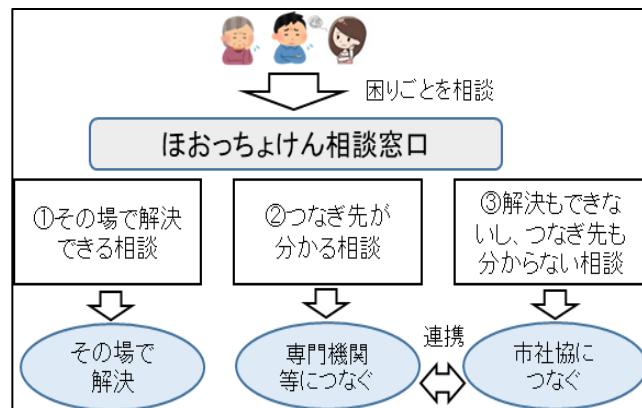 困りごとを相談
ほおっちょけん相談窓口
①その場で解決
できる相談
②つなぎ先が
分かる相談
③解決もできな
いし、つなぎ先も
分からない相談
その場で
解決
専門機関
等につなぐ
連携
市社協に
つなぐ